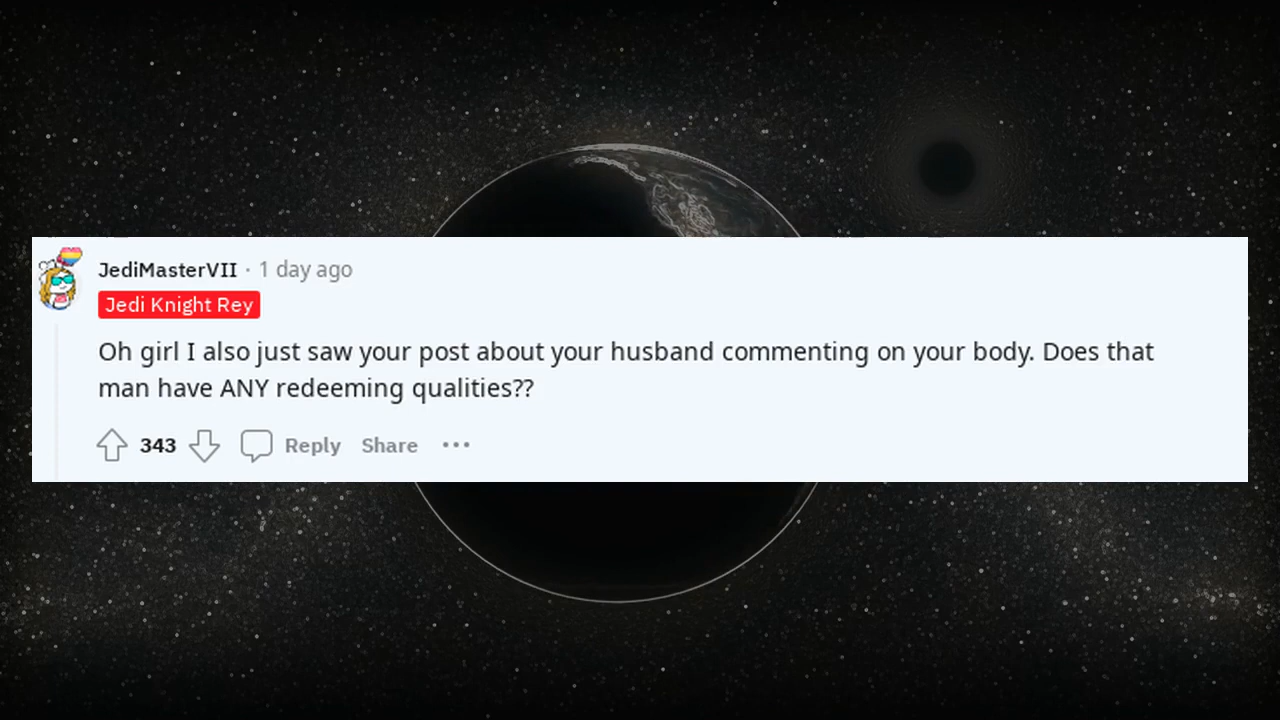 JediMasterVII · 1 day ago
Jedi Knight Rey
Oh girl I also just saw your post about your husband commenting on your body. Does that
man have ANY redeeming qualities??
343 Reply Share •••